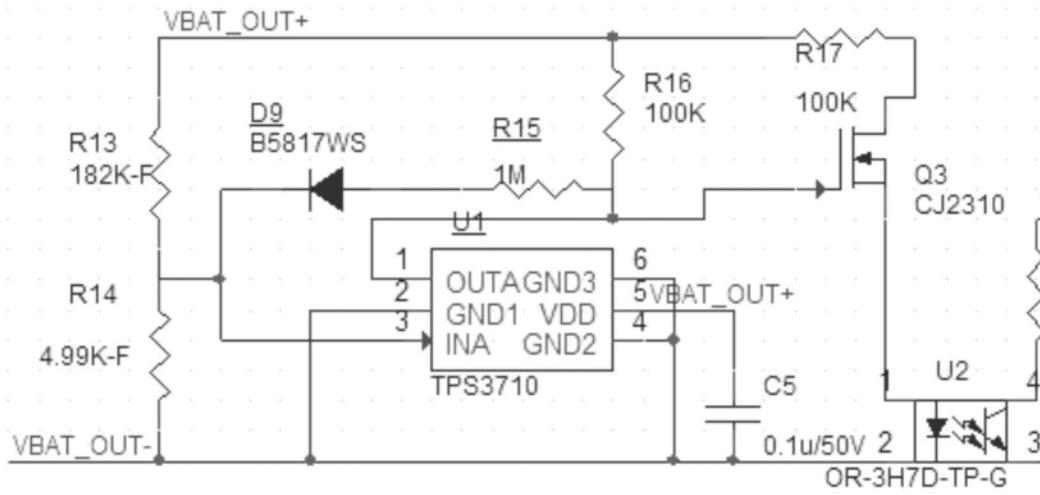 VBAT_OUT+
R17
100K
R16
100K
D9
B5817WS
R15
1M
R13
182K-F
Q3
CJ2310
U1
1
OUTA
GND3
6
2
GND1
VDD
5
VBAT_OUT+
3
INA
GND2
4
TPS3710
R14
4.99K-F
C5
0.1u/50V
1
U2
4
2
3
VBAT_OUT-
OR-3H7D-TP-G